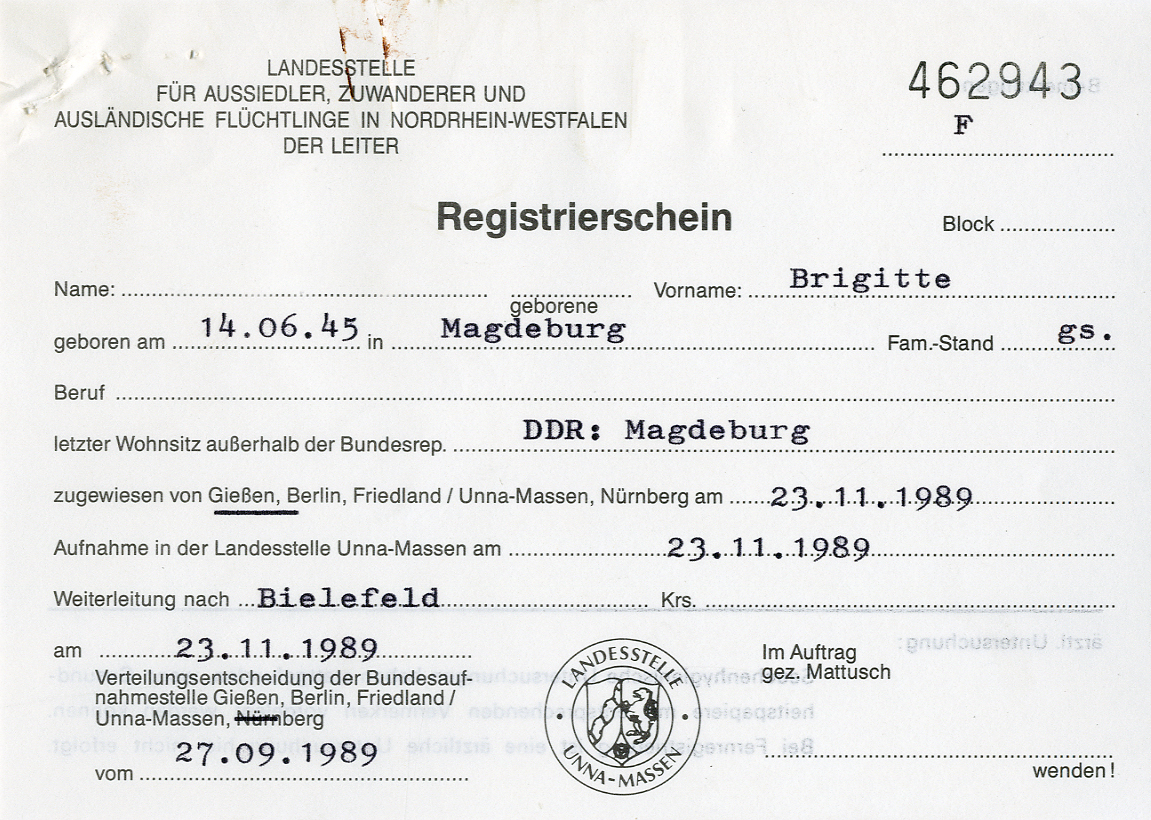 LANDESSTELLE
FÜR AUSSIEDLER, ZUWANDERER UND
AUSLÄNDISCHE FLÜCHTLINGE IN NORDRHEIN-WESTFALEN
DER LEITER
462943
F
Registrierschein
Block
Name: Vorname: Brigitte
geborene
geboren am 14.06.45 in Magdeburg Fam.-Stand gs.
Beruf
letzter Wohnsitz außerhalb der Bundesrep. DDR: Magdeburg
zugewiesen von Gießen, Berlin, Friedland / Unna-Massen, Nürnberg am 23.11.1989
Aufnahme in der Landesstelle Unna-Massen am 23.11.1989
Weiterleitung nach Bielefeld Krs.
am 23.11.1989
Verteilungsentscheidung der Bundesauf-
nahmestelle Gießen, Berlin, Friedland /
Unna-Massen, Nürnberg
vom 27.09.1989
LANDESSTELLE
UNNA-MASSEN
Im Auftrag
gez. Mattusch
wenden!
ärztl. Untersuchung: